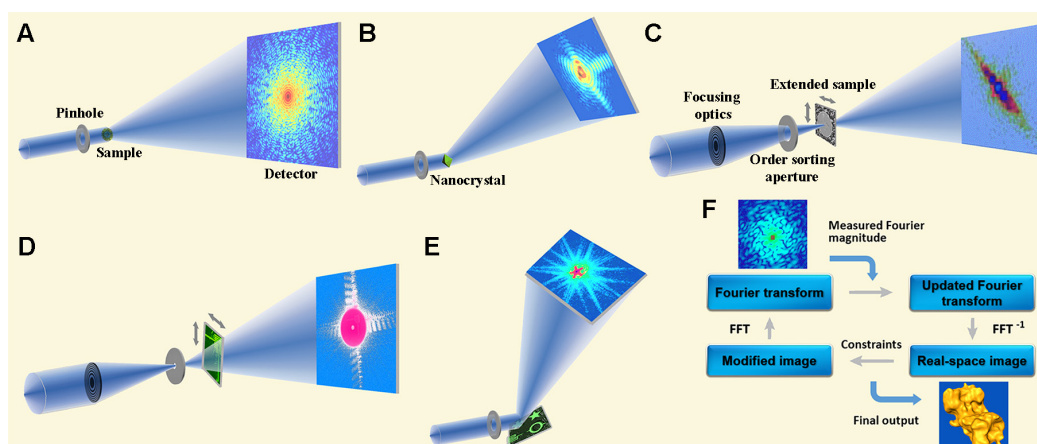 A
Pinhole
Sample
Detector
B
Nanocrystal
C
Extended sample
Focusing
optics
Order sorting
aperture
D
E
F
Measured Fourier
magnitude
Fourier transform
Updated Fourier
transform
FFT
FFT -1
Constraints
Modified image
Real-space image
Final output